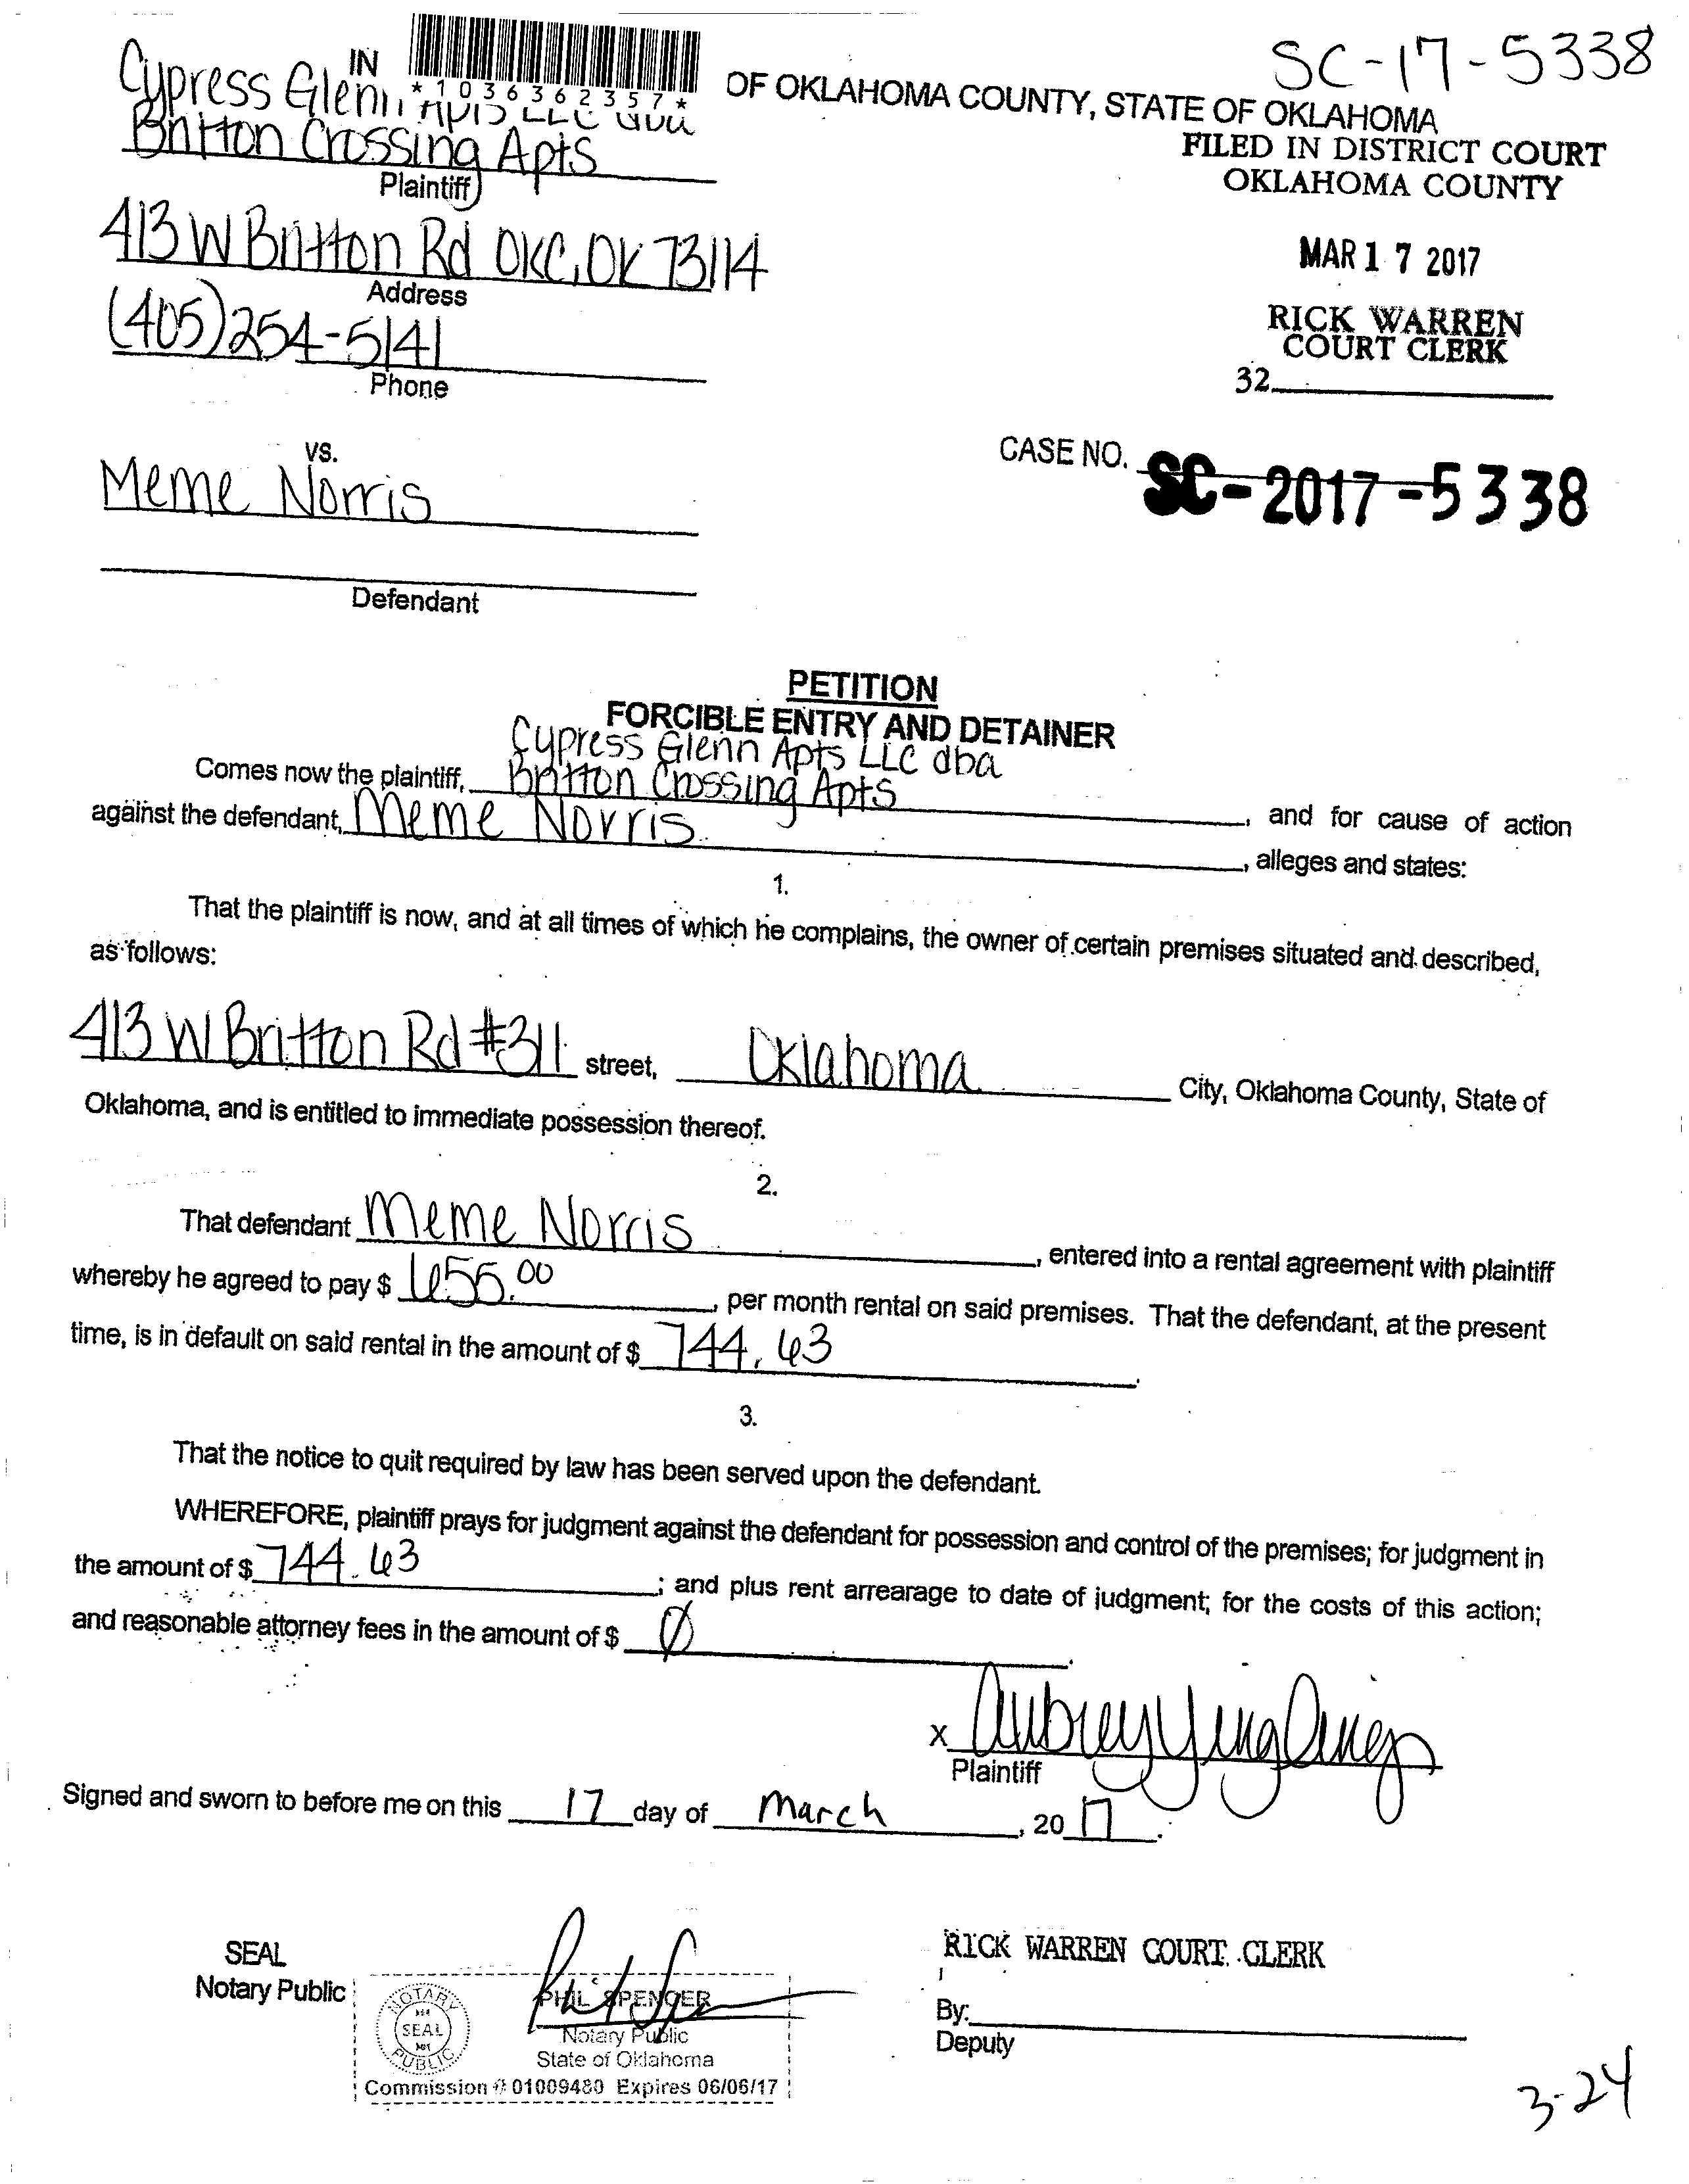 SC-17-5338
IN
*1036362357*
OF OKLAHOMA COUNTY, STATE OF OKLAHOMA
Cypress Glenn Apts LLC dba
Britton Crossing Apts
Plaintiff
FILED IN DISTRICT COURT
OKLAHOMA COUNTY
413 W Britton Rd OKC, OK 73114
Address
MAR 17 2017
(405)254-5141
Phone
RICK WARREN
COURT CLERK
32
vs.
Meme Norris
Defendant
CASE NO. SC-2017-5338
PETITION
FORCIBLE ENTRY AND DETAINER
Cypress Glenn Apts LLC dba
Comes now the plaintiff, Britton Crossing Apts, and for cause of action
against the defendant, Meme Norris, alleges and states:
1.
That the plaintiff is now, and at all times of which he complains, the owner of certain premises situated and described,
as follows:
413 W Britton Rd #311 street, Oklahoma City, Oklahoma County, State of
Oklahoma, and is entitled to immediate possession thereof.
2.
That defendant Meme Norris, entered into a rental agreement with plaintiff
whereby he agreed to pay $ 655.00, per month rental on said premises. That the defendant, at the present
time, is in default on said rental in the amount of $ 744.63.
3.
That the notice to quit required by law has been served upon the defendant.
WHEREFORE, plaintiff prays for judgment against the defendant for possession and control of the premises; for judgment in
the amount of $ 744.63; and plus rent arrearage to date of judgment; for the costs of this action;
and reasonable attorney fees in the amount of $ Ø.
x Aubrey
Plaintiff
Signed and sworn to before me on this 17 day of March, 2017.
SEAL
Notary Public
NOTARY
SEAL
PUBLIC
PHIL SPENCER
Notary Public
State of Oklahoma
Commission # 01009480 Expires 06/06/17
RICK WARREN COURT CLERK
By:
Deputy
3-24